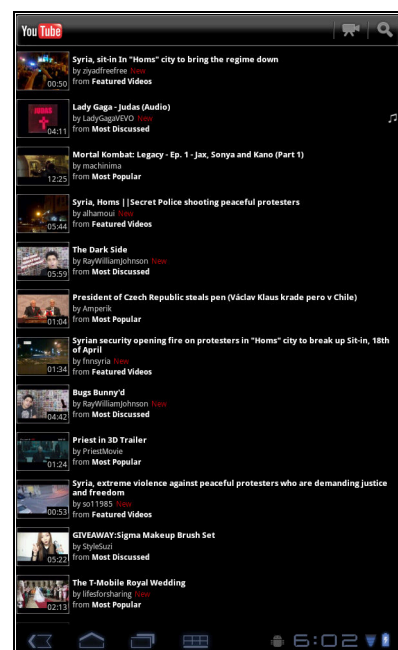 YouTube
Syria, sit-in In "Homs" city to bring the regime down
by ziyadfreefree New
00:50
from Featured Videos
Lady Gaga - Judas (Audio)
by LadyGagaVEVO New
04:11
from Most Discussed
Mortal Kombat: Legacy - Ep. 1 - Jax, Sonya and Kano (Part 1)
by machinima
12:25
from Most Popular
Syria, Homs ||Secret Police shooting peaceful protesters
by alhamoui New
05:44
from Featured Videos
The Dark Side
by RayWilliamJohnson New
05:59
from Most Discussed
President of Czech Republic steals pen (Václav Klaus krade pero v Chile)
by Amperik
01:04
from Most Popular
Syrian security opening fire on protesters in "Homs" city to break up Sit-in, 18th
of April
by fnnsyria New
01:34
from Featured Videos
Bugs Bunny'd
by RayWilliamJohnson New
04:42
from Most Discussed
Priest in 3D Trailer
by PriestMovie
01:24
from Most Popular
Syria, extreme violence against peaceful protesters who are demanding justice
and freedom
by so11985 New
00:53
from Featured Videos
GIVEAWAY:Sigma Makeup Brush Set
by StyleSuzi
05:22
from Most Discussed
The T-Mobile Royal Wedding
by lifesforsharing New
02:13
from Most Popular
6:02